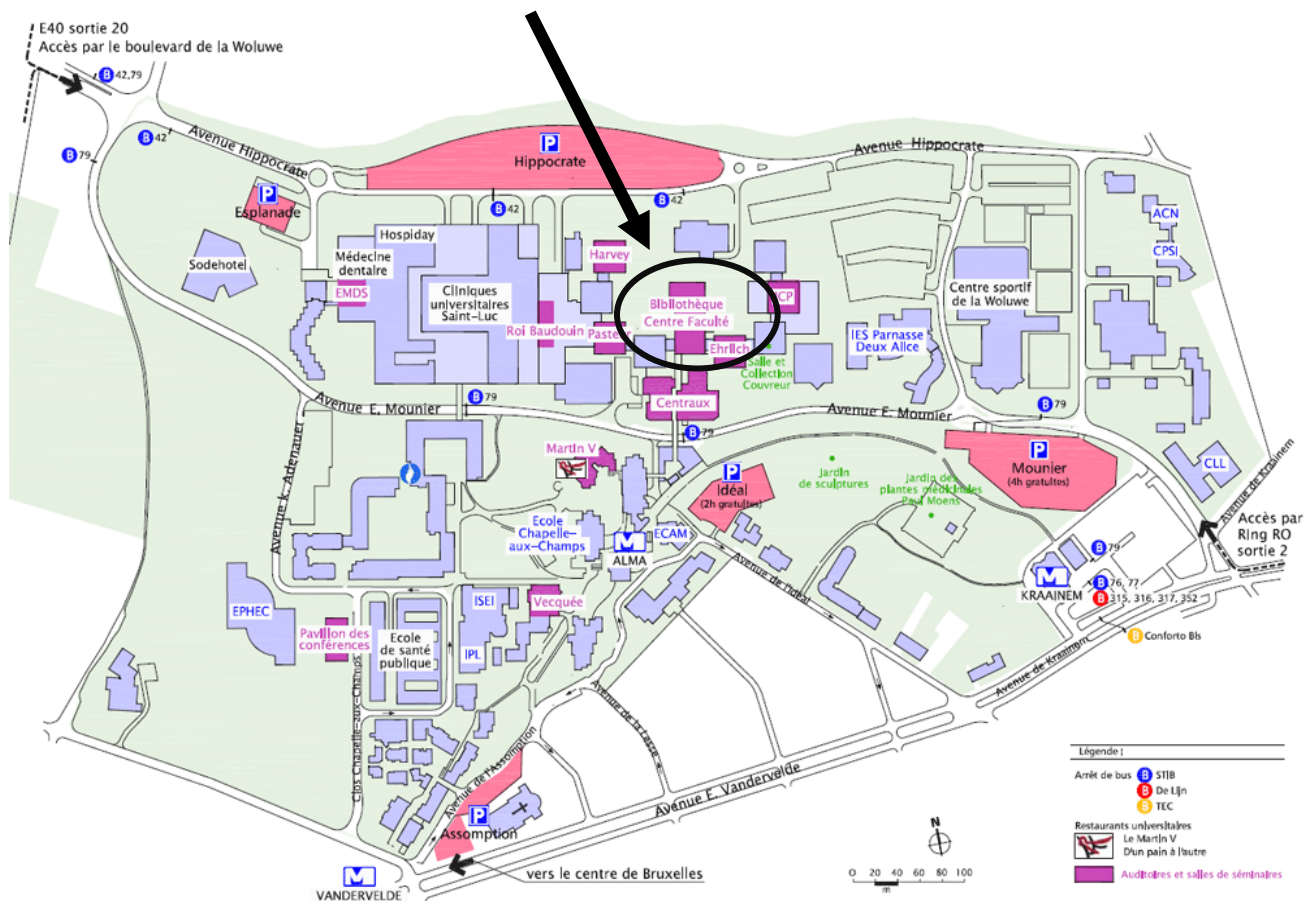 E40 sortie 20
Accès par le boulevard de la Woluwe
B 42,79
B 42
B 79
Avenue Hippocrate
P
Hippocrate
Avenue Hippocrate
P
Esplanade
B 42
B 42
ACN
CPSI
Hospiday
Harvey
Sodehotel
Médecine
dentaire
EMDS
Cliniques
universitaires
Saint-Luc
Roi Baudouin
Bibliothèque
Centre Faculté
CP
Centre sportif
de la Woluwe
Ehrlich
IES Parnasse
Deux Alice
Salle et
Collection
Couvreur
Centraux
Avenue E. Mounier
B 79
Avenue E. Mounier
B 79
B 79
Martin V
P
Mounier
(4h gratuites)
CLL
Avenue de Kraainem
Avenue K. Adenauer
P
Idéal
(2h gratuites)
Jardin
de sculptures
Jardin des
plantes médicinales
Paul Moens
Accès par
Ring RO
sortie 2
Ecole
Chapelle-
aux-Champs
ECAM
M
ALMA
Avenue de l'Idéal
M
KRAAINEM
B 79
B 76, 77
B 315, 316, 317, 352
B Conforto Bis
EPHEC
Pavillon des
conférences
Ecole
de santé
publique
ISEI
IPL
Vecquée
Clos Chapelle-aux-Champs
Avenue de l'Assomption
Avenue de la Lesse
Avenue de Kraainem
Avenue E. Vandervelde
P
Assomption
vers le centre de Bruxelles
M
VANDERVELDE
N
0 20 40 60 80 100
m
Légende :
Arrêt de bus B STIB
B De Lijn
B TEC
Restaurants universitaires
Le Martin V
D'un pain à l'autre
Auditoires et salles de séminaires